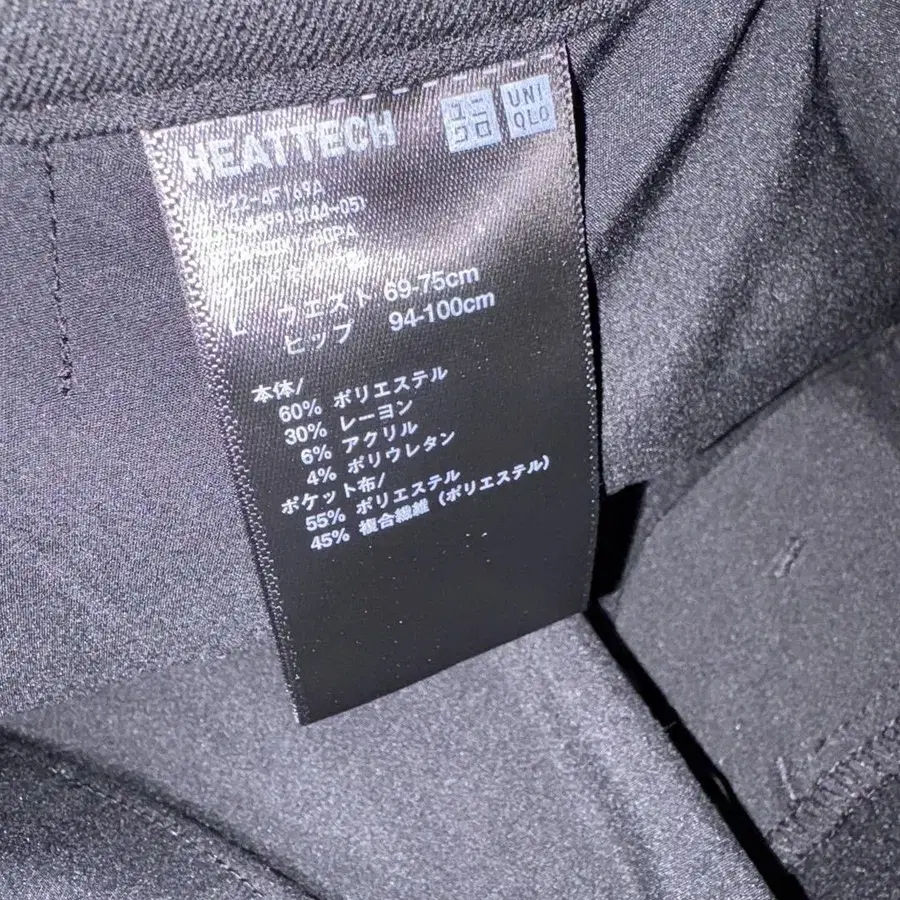 HEATTECH
UNI
QLO
L ウエスト 69-75cm
ヒップ 94-100cm
本体/
60% ポリエステル
30% レーヨン
6% アクリル
4% ポリウレタン
ポケット布/
55% ポリエステル
45% 複合繊維(ポリエステル)